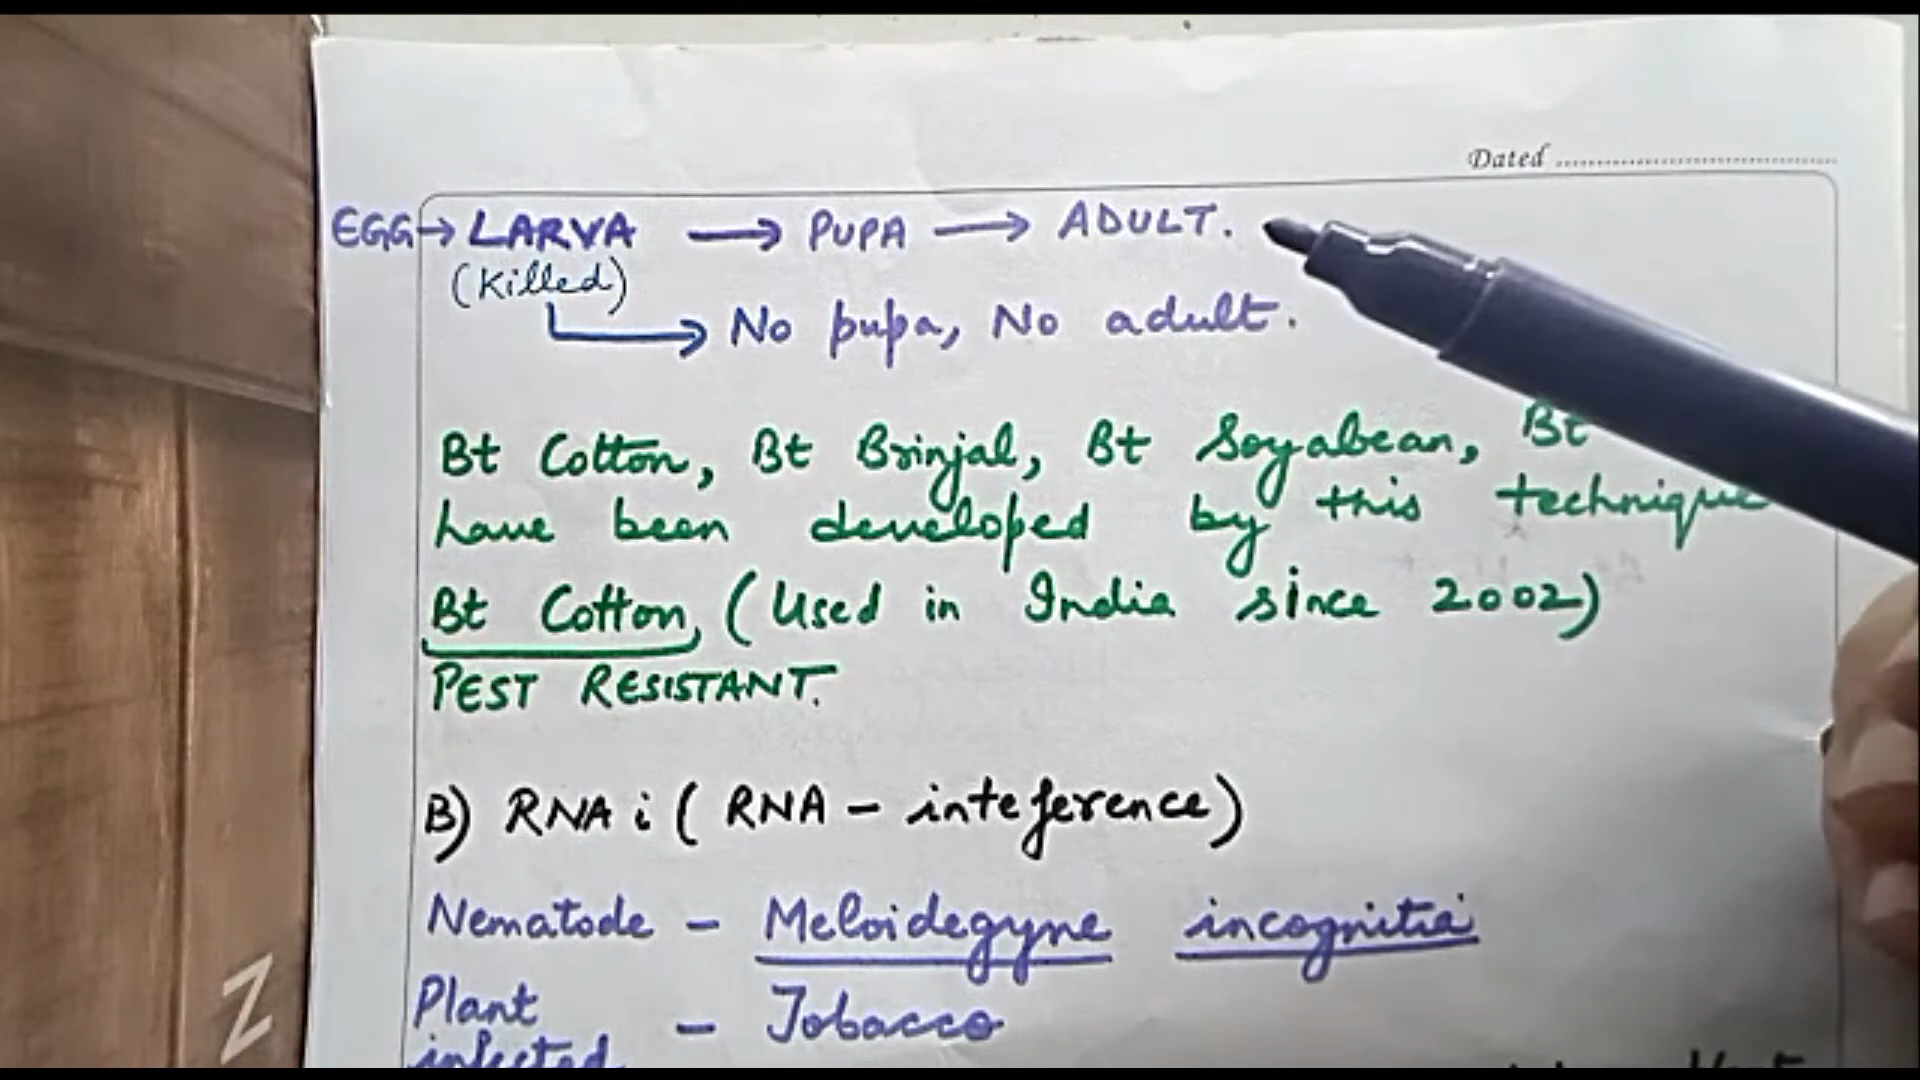 Dated
EGG → LARVA → PUPA → ADULT.
(Killed)
→ No pupa, No adult.
Bt Cotton, Bt Brinjal, Bt Soyabean, Bt
have been developed by this technique
Bt Cotton, (Used in India since 2002)
PEST RESISTANT.
B) RNA i ( RNA - inteference)
Nematode - Meloidegyne incognitia
Plant - Tobacco
infected
Z